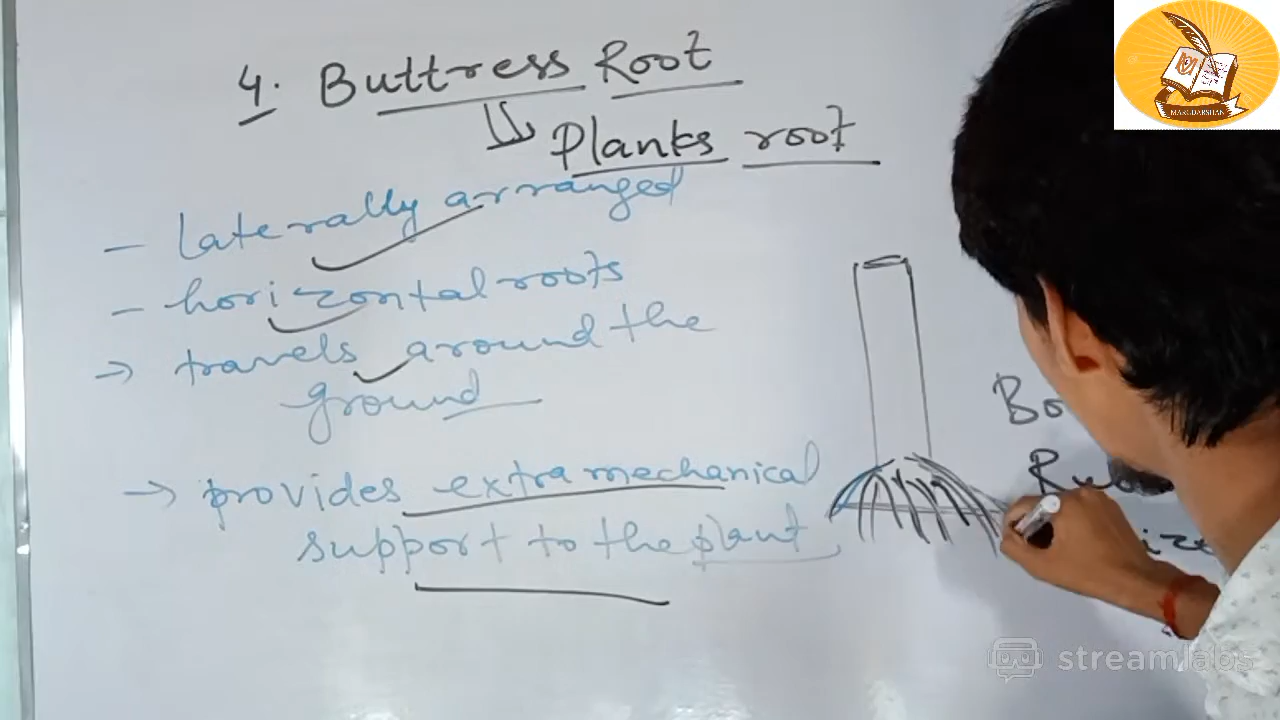 4. Buttress Root
Planks root
- laterally arranged
- horizontal roots
→ travels around the
ground
→ provides extra mechanical
support to the plant
MARGDARSHAN
streamlabs